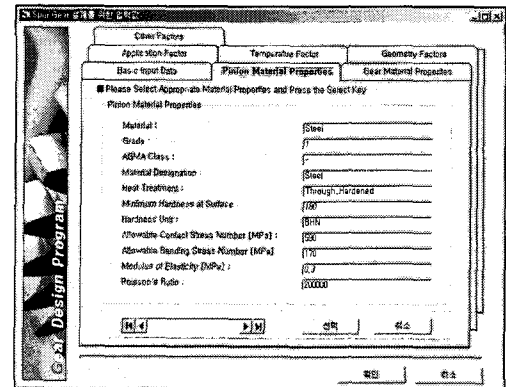 Other Factors
Application Factor
Temperature Factor
Geometry Factors
Basic Input Data
Pinion Material Properties
Gear Material Properties
Please Select Appropriate Material Properties and Press the Select Key
Pinion Material Properties
Material : Steel
Grade : 1
AGMA Class : -
Material Designation : Steel
Heat Treatment : Through_Hardened
Minimum Hardness at Surface : 180
Hardness Unit : BHN
Allowable Contact Stress Number [MPa] : 590
Allowable Bending Stress Number [MPa] : 170
Modulus of Elasticity [MPa] : 0.3
Poisson's Ratio : 200000
선택
취소
Gear Design Program
확인
취소